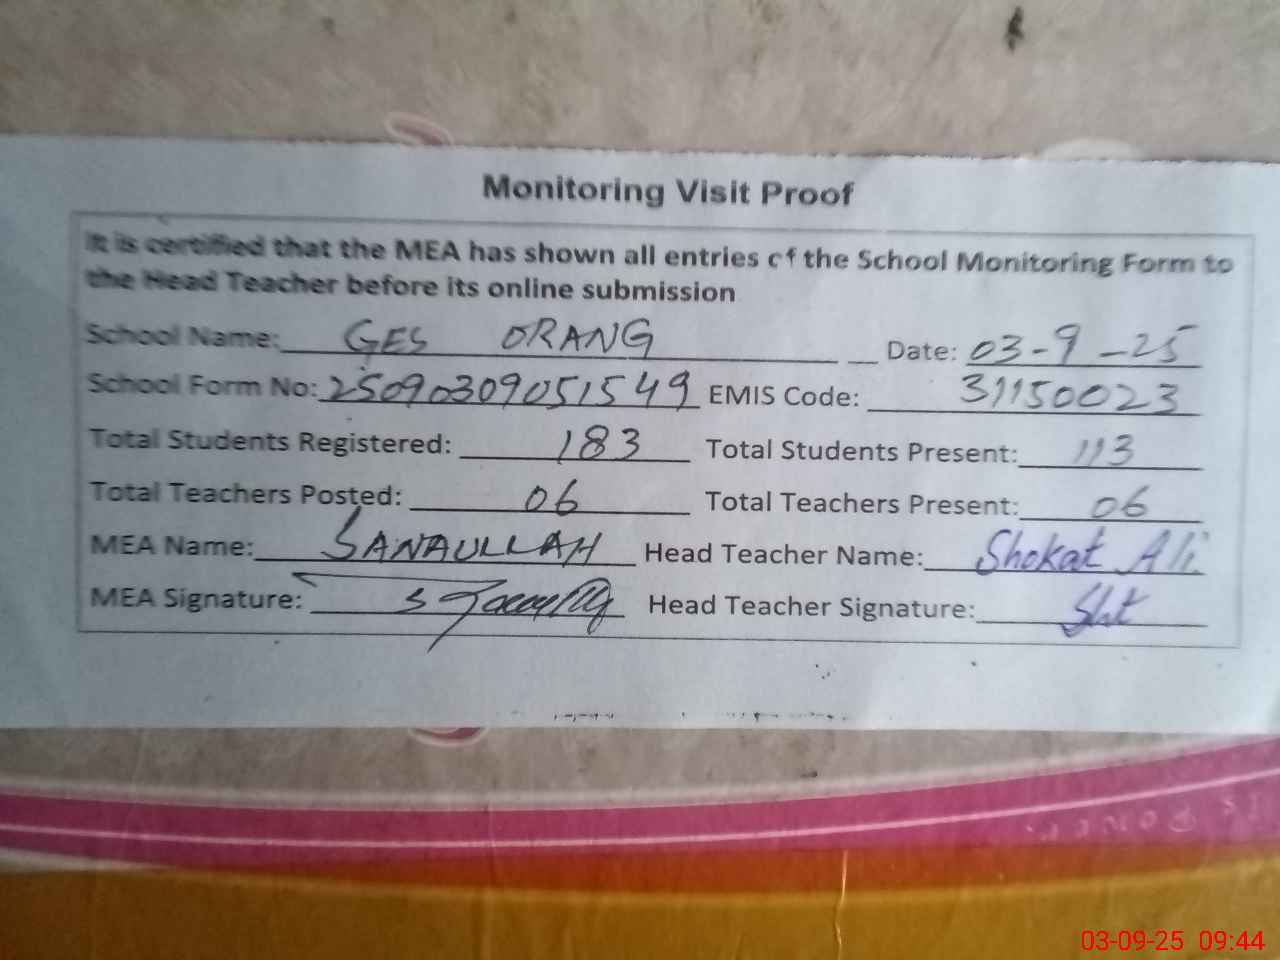 Monitoring Visit Proof
It is certified that the MEA has shown all entries of the School Monitoring Form to
the Head Teacher before its online submission
School Name: GES ORANG Date: 03-9-25
School Form No: 25090309051549 EMIS Code: 31150023
Total Students Registered: 183 Total Students Present: 113
Total Teachers Posted: 06 Total Teachers Present: 06
MEA Name: SANAULLAH Head Teacher Name: Shokat Ali
MEA Signature: Head Teacher Signature: Sht
03-09-25 09:44